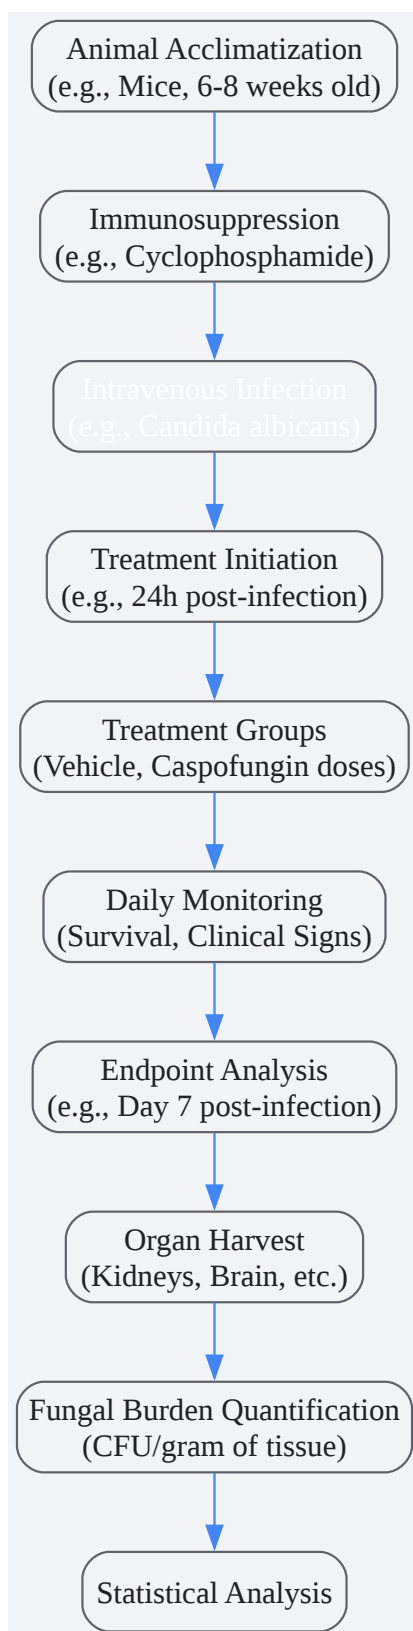 Animal Acclimatization
(e.g., Mice, 6-8 weeks old)
Immunosuppression
(e.g., Cyclophosphamide)
Intravenous Infection
(e.g., Candida albicans)
Treatment Initiation
(e.g., 24h post-infection)
Treatment Groups
(Vehicle, Caspofungin doses)
Daily Monitoring
(Survival, Clinical Signs)
Endpoint Analysis
(e.g., Day 7 post-infection)
Organ Harvest
(Kidneys, Brain, etc.)
Fungal Burden Quantification
(CFU/gram of tissue)
Statistical Analysis